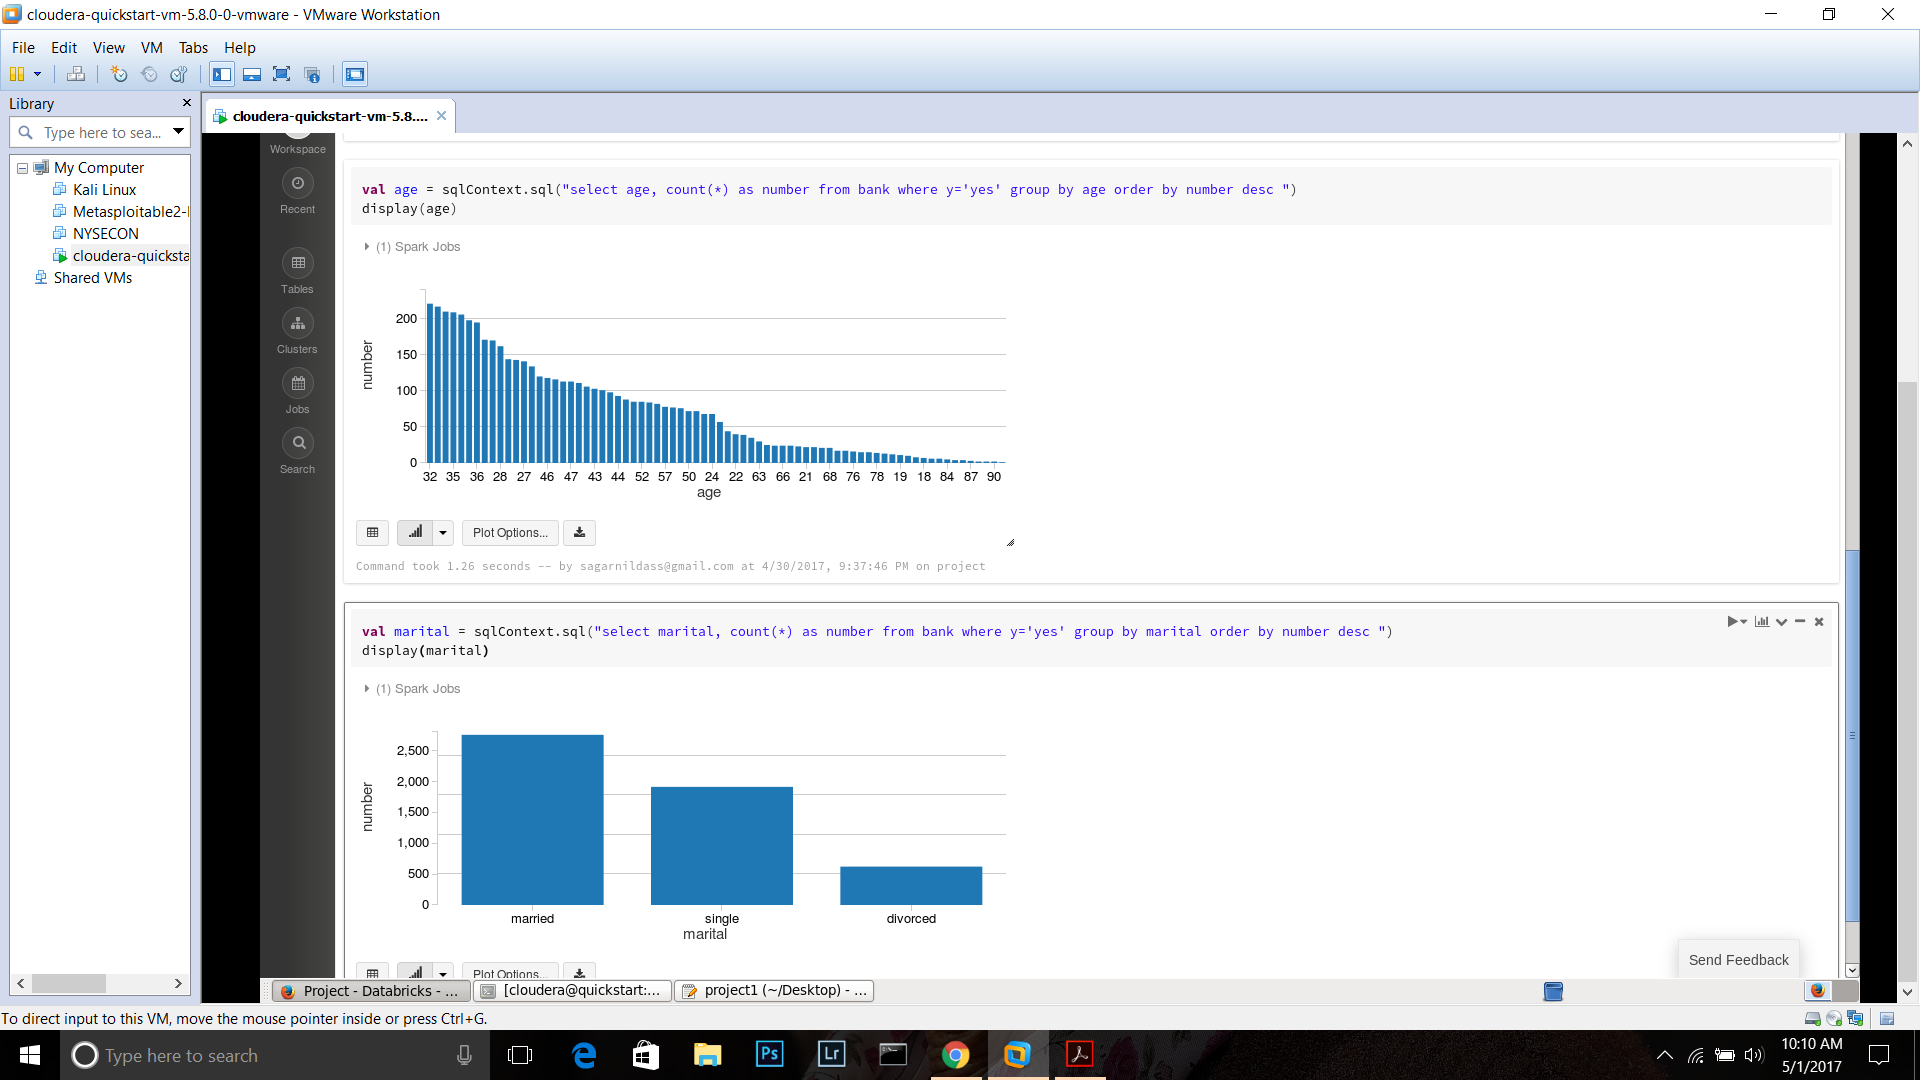 cloudera-quickstart-vm-5.8.0-0-vmware - VMware Workstation
File Edit View VM Tabs Help
Library
cloudera-quickstart-vm-5.8....
Type here to sea...
My Computer
Kali Linux
Metasploitable2-
NYSECON
cloudera-quicksta
Shared VMs
Workspace
Recent
Tables
Clusters
Jobs
Search
val age = sqlContext.sql("select age, count(*) as number from bank where y='yes' group by age order by number desc ")
display(age)
(1) Spark Jobs
number
200
150
100
50
0
32 35 36 28 27 46 47 43 44 52 57 50 24 22 63 66 21 68 76 78 19 18 84 87 90
age
Plot Options...
Command took 1.26 seconds -- by sagarnildass@gmail.com at 4/30/2017, 9:37:46 PM on project
val marital = sqlContext.sql("select marital, count(*) as number from bank where y='yes' group by marital order by number desc ")
display(marital)
(1) Spark Jobs
number
2,500
2,000
1,500
1,000
500
0
married single divorced
marital
Plot Options...
Send Feedback
Project - Databricks - ...
[cloudera@quickstart:...
project1 (~/Desktop) - ...
To direct input to this VM, move the mouse pointer inside or press Ctrl+G.
Type here to search
Ps
Lr
10:10 AM
5/1/2017